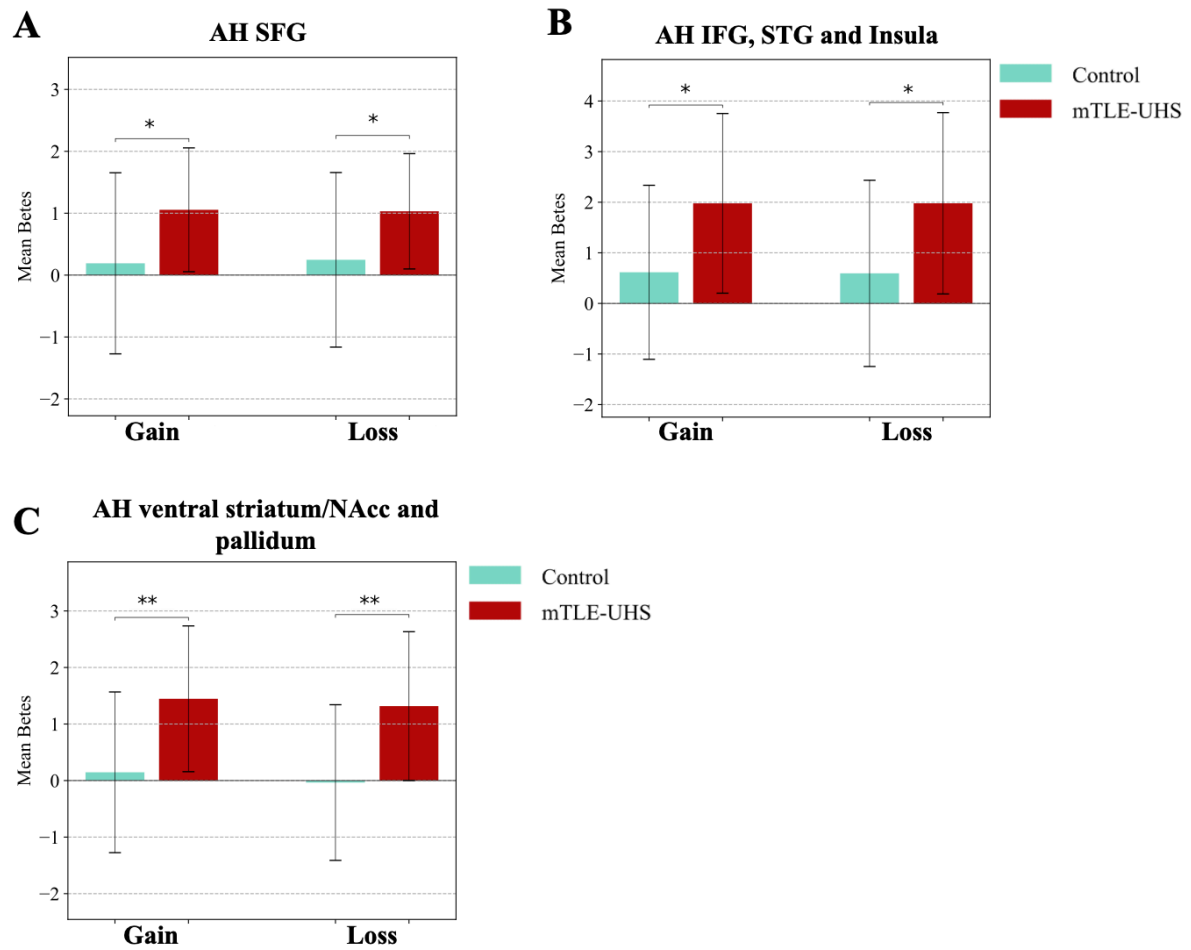 A
AH SFG
3
2
1
0
−1
−2
Mean Betes
*
*
Gain
Loss
B
AH IFG, STG and Insula
4
3
2
1
0
−1
−2
Mean Betes
*
*
Gain
Loss
Control
mTLE-UHS
C
AH ventral striatum/NAcc and
pallidum
3
2
1
0
−1
−2
Mean Betes
**
**
Gain
Loss
Control
mTLE-UHS